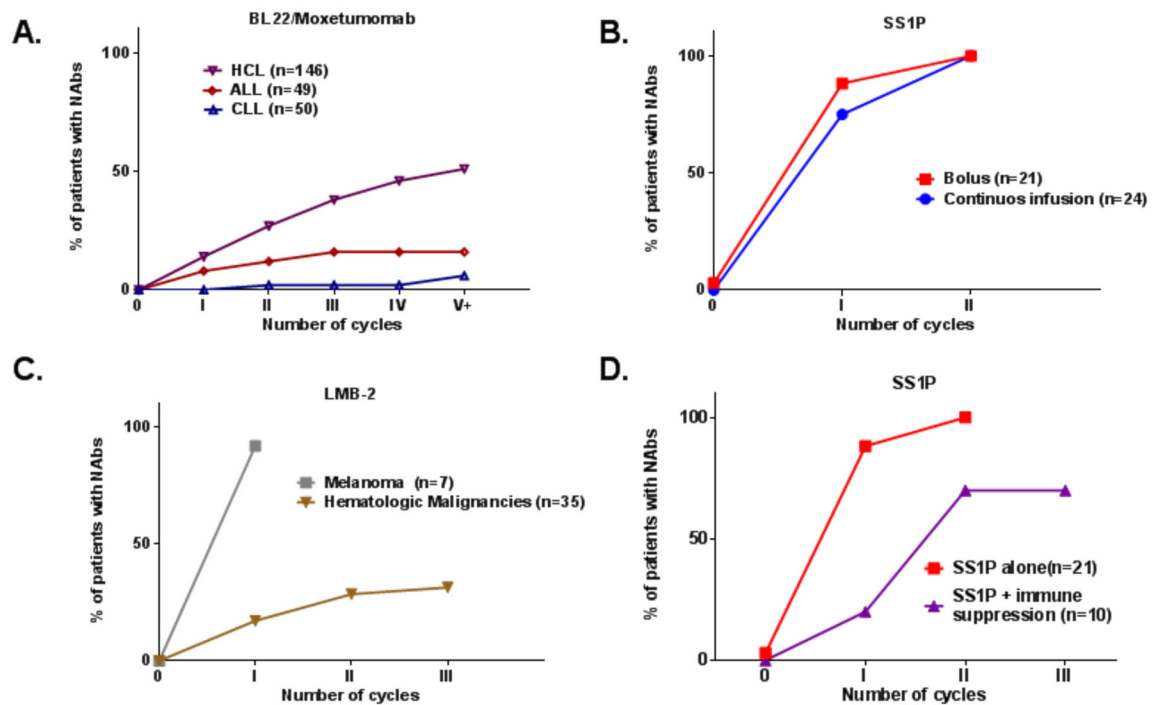 A.
BL22/Moxetumomab
% of patients with NAbs
100
50
0
HCL (n=146)
ALL (n=49)
CLL (n=50)
0 I II III IV V+
Number of cycles
B.
SS1P
% of patients with NAbs
100
50
0
Bolus (n=21)
Continuos infusion (n=24)
0 I II
Number of cycles
C.
LMB-2
% of patients with NAbs
100
50
0
Melanoma (n=7)
Hematologic Malignancies (n=35)
0 I II III
Number of cycles
D.
SS1P
% of patients with NAbs
100
50
0
SS1P alone(n=21)
SS1P + immune
suppression (n=10)
0 I II III
Number of cycles